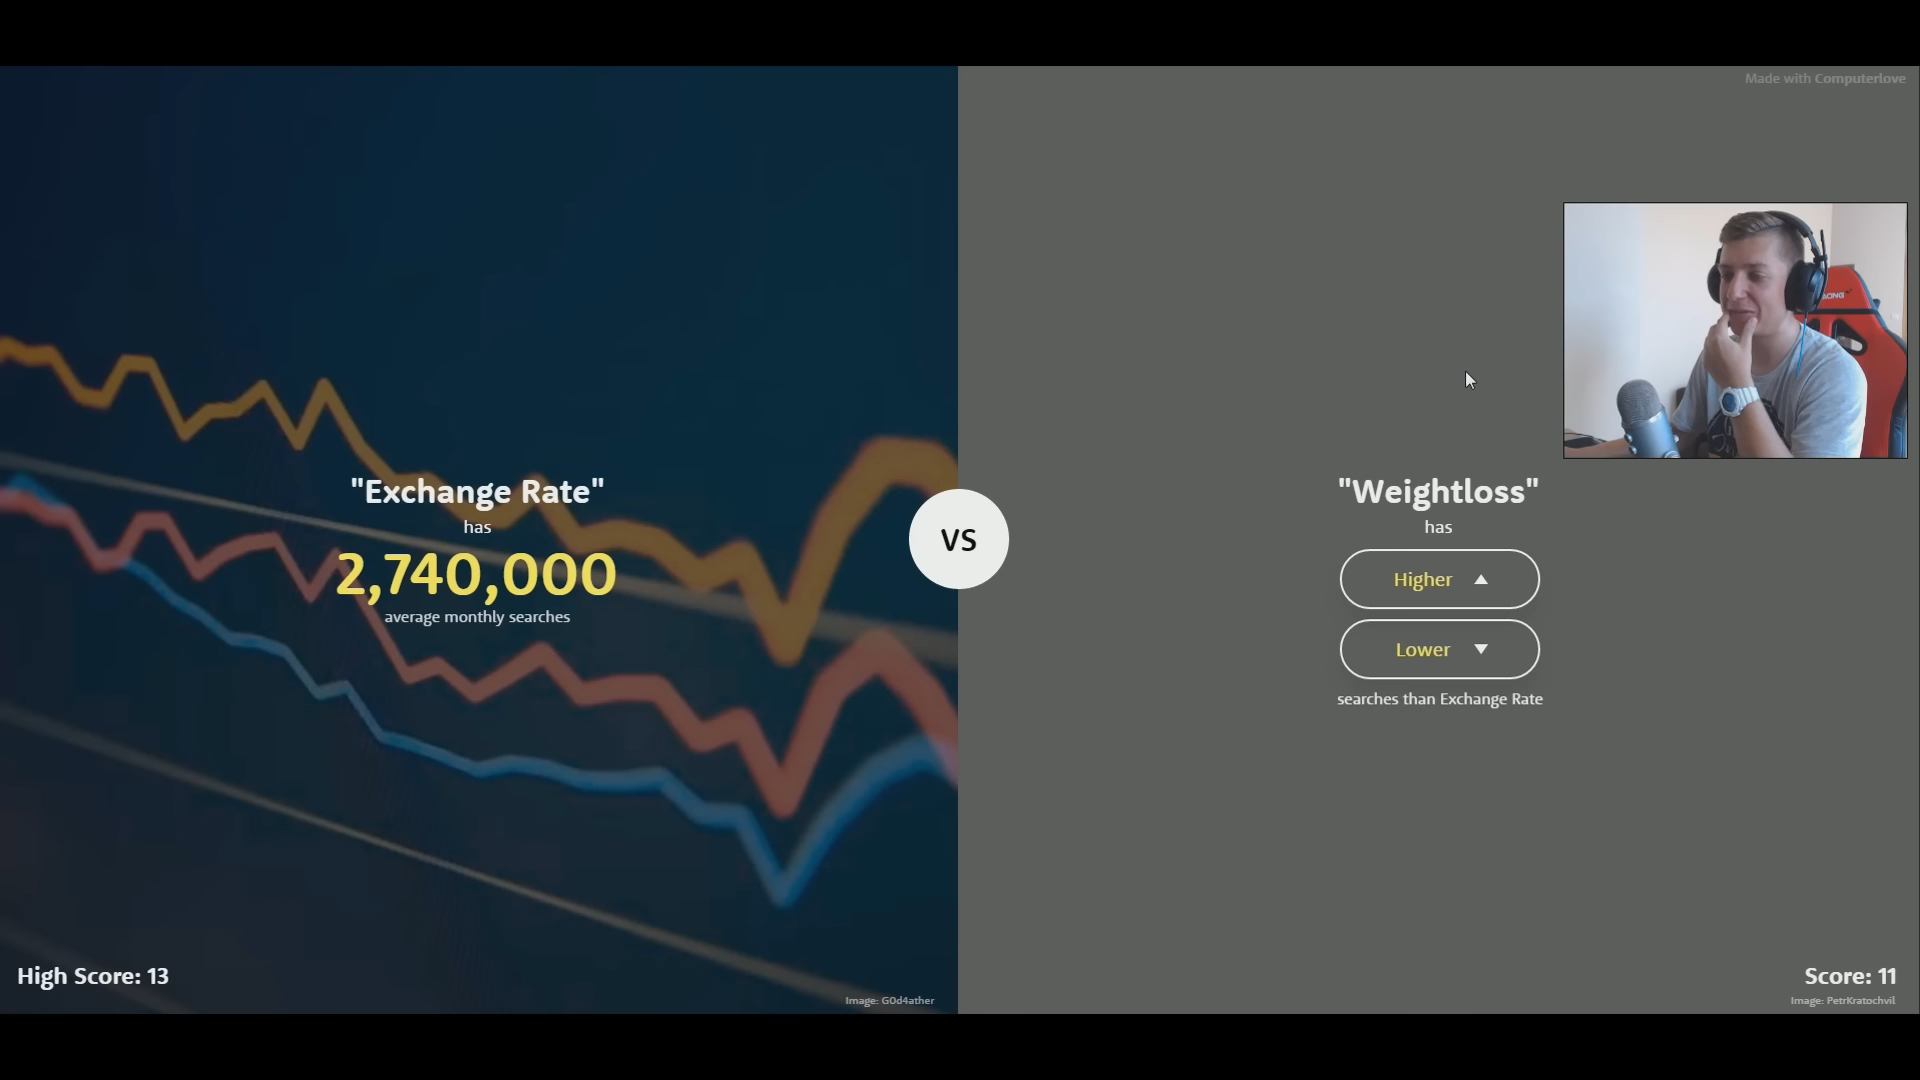 Made with Computerlove
"Exchange Rate"
has
2,740,000
average monthly searches
VS
"Weightloss"
has
Higher
Lower
searches than Exchange Rate
High Score: 13
Image: G0d4ather
Score: 11
Image: PetrKratochvil